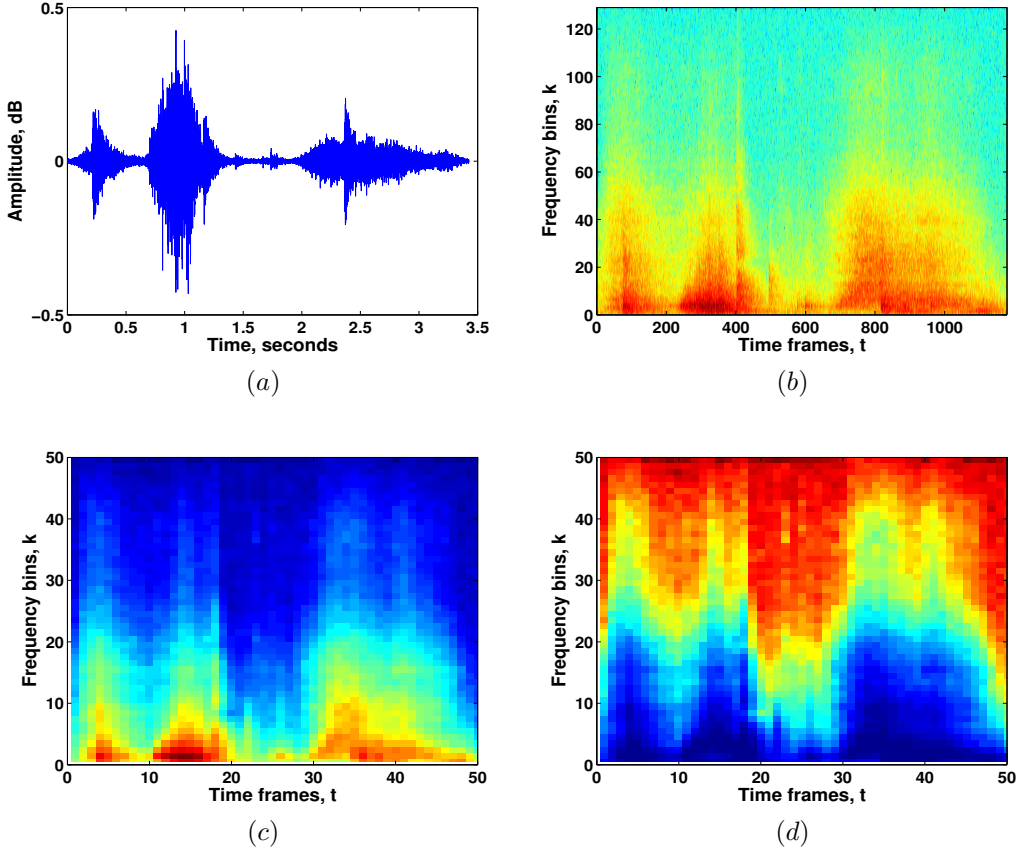 0.5
0
−0.5
0 0.5 1 1.5 2 2.5 3 3.5
Amplitude, dB
Time, seconds
(a)
120
100
80
60
40
20
0
0 200 400 600 800 1000
Frequency bins, k
Time frames, t
(b)
50
40
30
20
10
0
0 10 20 30 40 50
Frequency bins, k
Time frames, t
(c)
50
40
30
20
10
0
0 10 20 30 40 50
Frequency bins, k
Time frames, t
(d)